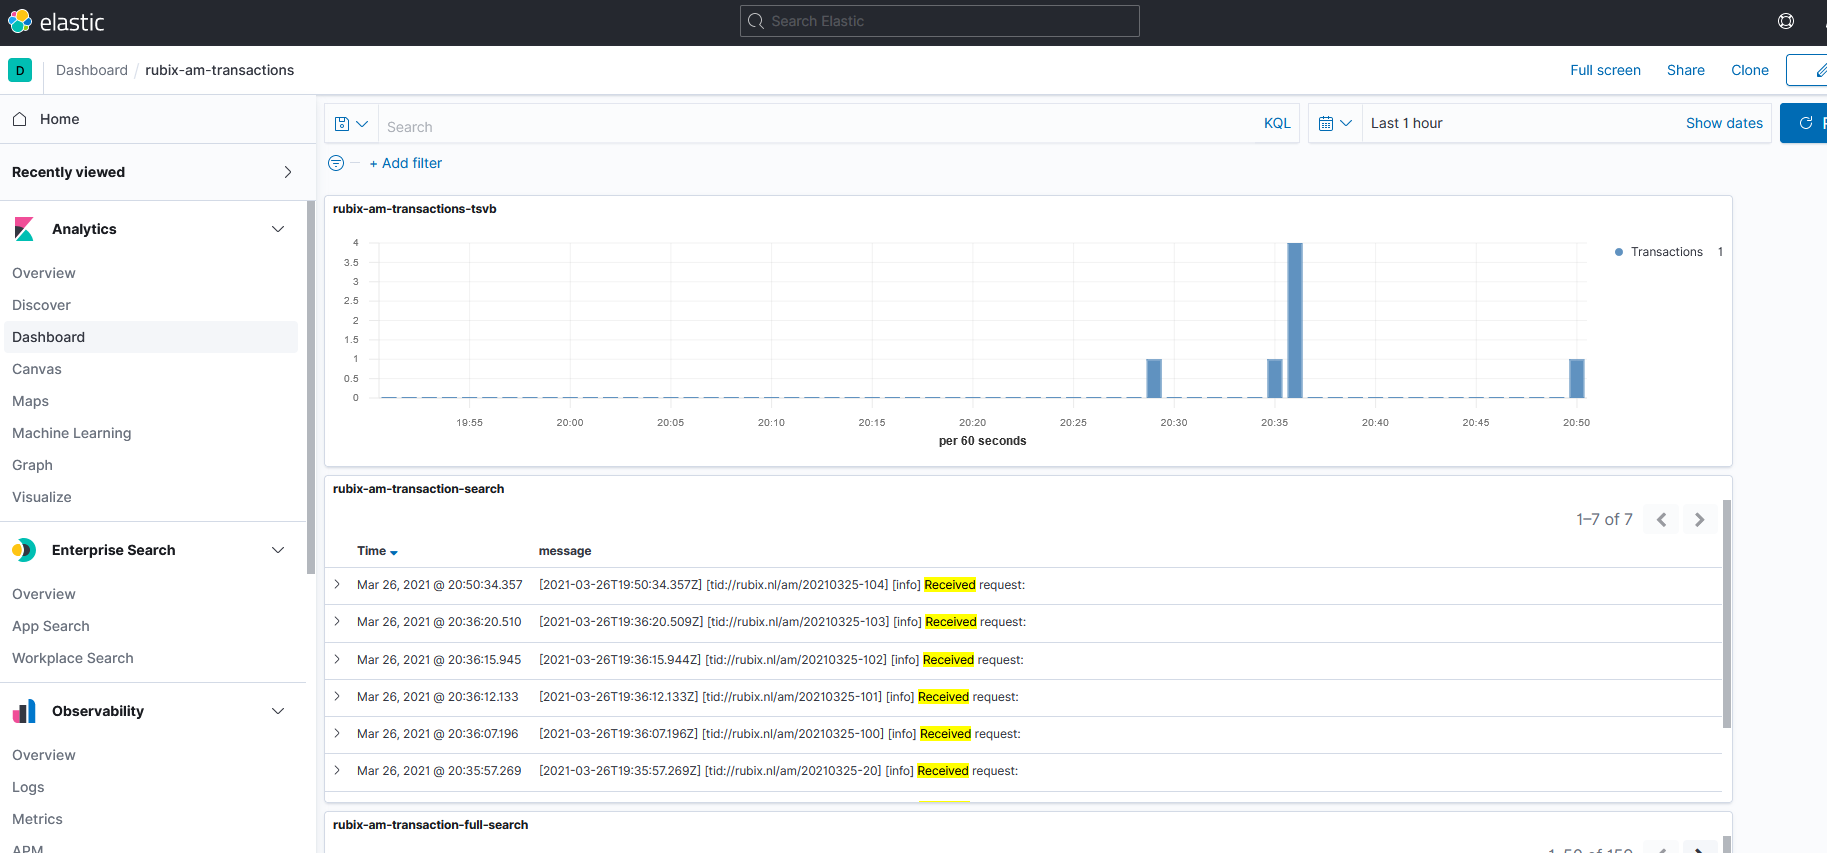 elastic
Search Elastic
D
Dashboard / rubix-am-transactions
Full screen
Share
Clone
Home
Recently viewed
Analytics
Overview
Discover
Dashboard
Canvas
Maps
Machine Learning
Graph
Visualize
Enterprise Search
Overview
App Search
Workplace Search
Observability
Overview
Logs
Metrics
APM
Search
KQL
Last 1 hour
Show dates
+ Add filter
rubix-am-transactions-tsvb
4
3.5
3
2.5
2
1.5
1
0.5
0
19:55 20:00 20:05 20:10 20:15 20:20 20:25 20:30 20:35 20:40 20:45 20:50
per 60 seconds
Transactions 1
rubix-am-transaction-search
1–7 of 7
Time message
Mar 26, 2021 @ 20:50:34.357 [2021-03-26T19:50:34.357Z] [tid://rubix.nl/am/20210325-104] [info] Received request:
Mar 26, 2021 @ 20:36:20.510 [2021-03-26T19:36:20.509Z] [tid://rubix.nl/am/20210325-103] [info] Received request:
Mar 26, 2021 @ 20:36:15.945 [2021-03-26T19:36:15.944Z] [tid://rubix.nl/am/20210325-102] [info] Received request:
Mar 26, 2021 @ 20:36:12.133 [2021-03-26T19:36:12.133Z] [tid://rubix.nl/am/20210325-101] [info] Received request:
Mar 26, 2021 @ 20:36:07.196 [2021-03-26T19:36:07.196Z] [tid://rubix.nl/am/20210325-100] [info] Received request:
Mar 26, 2021 @ 20:35:57.269 [2021-03-26T19:35:57.269Z] [tid://rubix.nl/am/20210325-20] [info] Received request:
rubix-am-transaction-full-search